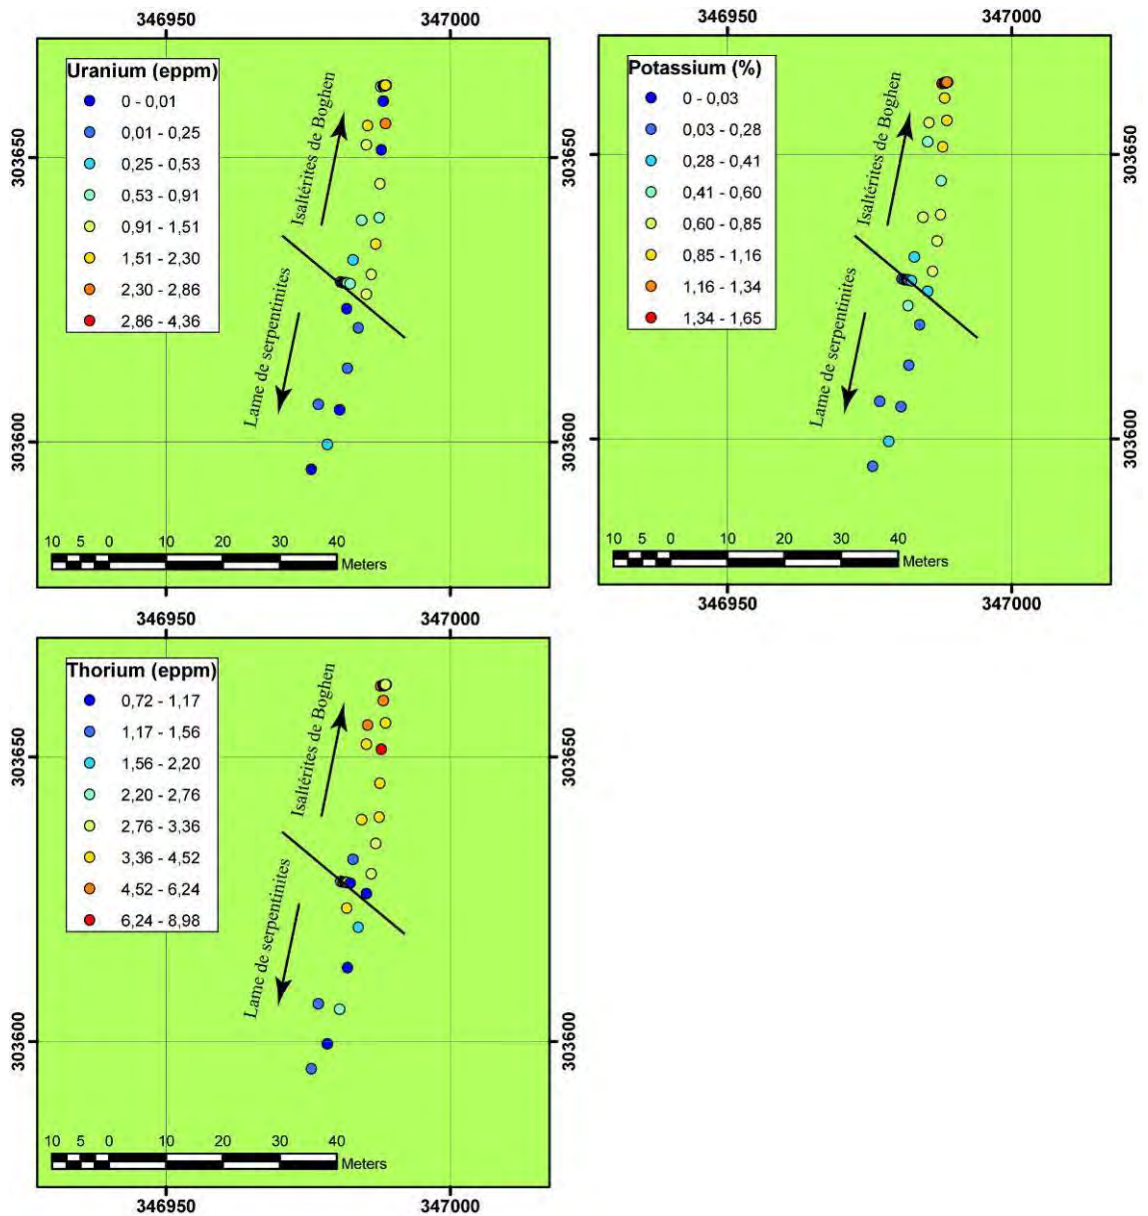 346950 347000
Uranium (eppm)
0 - 0,01
0,01 - 0,25
0,25 - 0,53
0,53 - 0,91
0,91 - 1,51
1,51 - 2,30
2,30 - 2,86
2,86 - 4,36
Isaltérites de Boghen
Lame de serpentinites
303650
303600
303650
303600
10 5 0 10 20 30 40
Meters
346950 347000
346950 347000
Potassium (%)
0 - 0,03
0,03 - 0,28
0,28 - 0,41
0,41 - 0,60
0,60 - 0,85
0,85 - 1,16
1,16 - 1,34
1,34 - 1,65
Isaltérites de Boghen
Lame de serpentinites
303650
303600
10 5 0 10 20 30 40
Meters
346950 347000
346950 347000
Thorium (eppm)
0,72 - 1,17
1,17 - 1,56
1,56 - 2,20
2,20 - 2,76
2,76 - 3,36
3,36 - 4,52
4,52 - 6,24
6,24 - 8,98
Isaltérites de Boghen
Lame de serpentinites
303650
303600
303650
303600
10 5 0 10 20 30 40
Meters
346950 347000